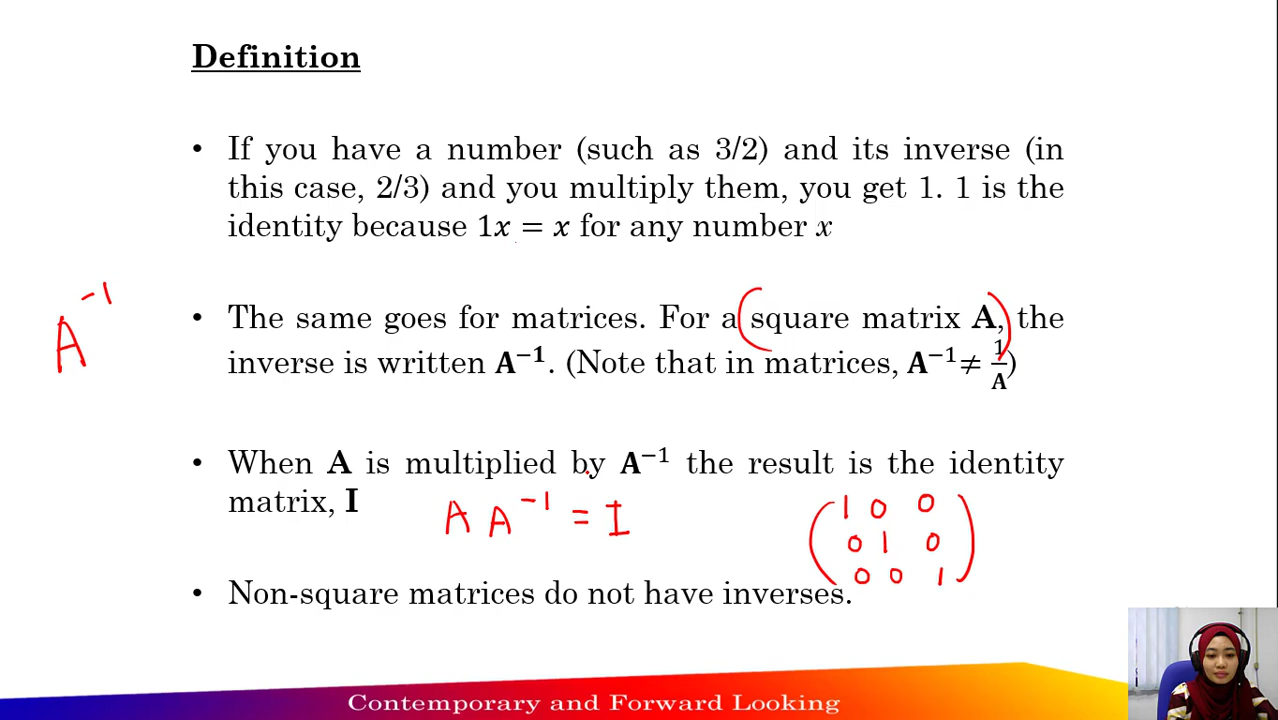 Definition
• If you have a number (such as 3/2) and its inverse (in
this case, 2/3) and you multiply them, you get 1. 1 is the
identity because 1x = x for any number x
A⁻¹
• The same goes for matrices. For a (square matrix A,) the
inverse is written A⁻¹. (Note that in matrices, A⁻¹ ≠ 1/A)
• When A is multiplied by A⁻¹ the result is the identity
matrix, I
A A⁻¹ = I
1 0 0
0 1 0
0 0 1
• Non-square matrices do not have inverses.
Contemporary and Forward Looking